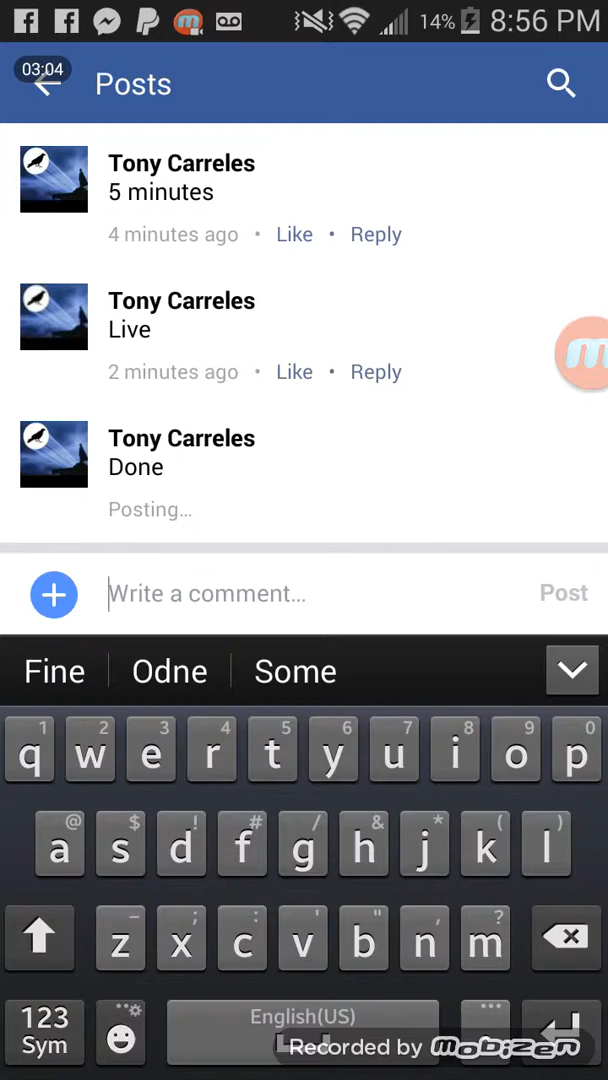 14% 8:56 PM
03:04
Posts
Tony Carreles
5 minutes
4 minutes ago • Like • Reply
Tony Carreles
Live
2 minutes ago • Like • Reply
Tony Carreles
Done
Posting...
Write a comment... Post
Fine Odne Some
1 2 3 4 5 6 7 8 9 0
q w e r t y u i o p
@ $ ! # / & * ( )
a s d f g h j k l
- ; : ' " , ?
z x c v b n m
123 Sym English(US)
Recorded by mobizen